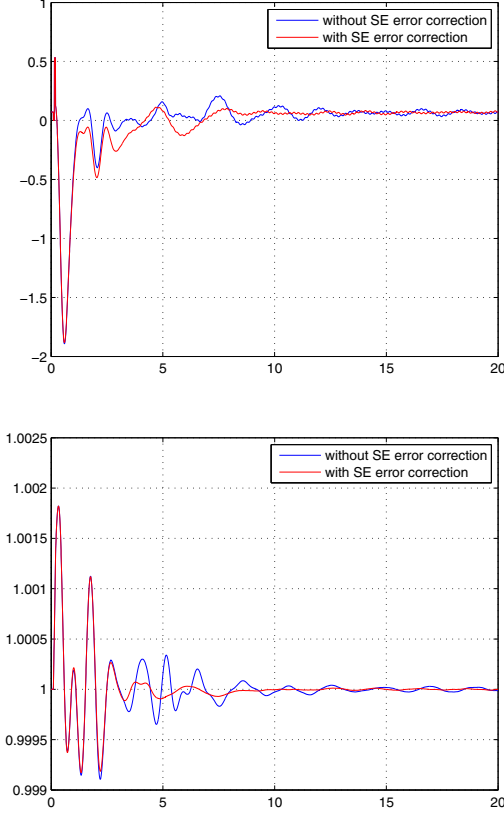 1
without SE error correction
with SE error correction
0.5
0
−0.5
−1
−1.5
−2
0 5 10 15 20
1.0025
without SE error correction
with SE error correction
1.002
1.0015
1.001
1.0005
1
0.9995
0.999
0 5 10 15 20